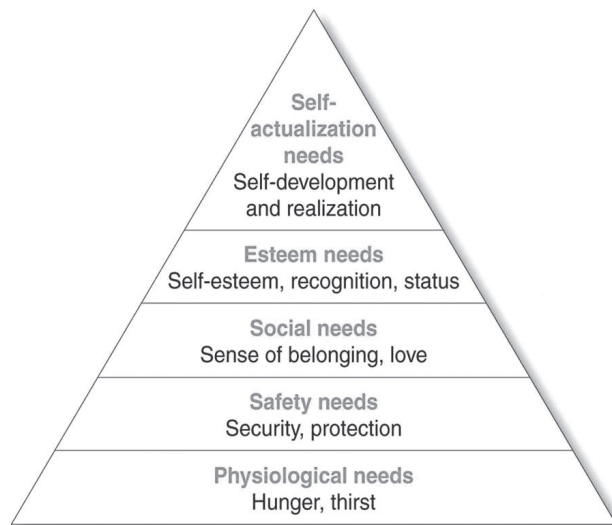 Self-
actualization
needs
Self-development
and realization
Esteem needs
Self-esteem, recognition, status
Social needs
Sense of belonging, love
Safety needs
Security, protection
Physiological needs
Hunger, thirst